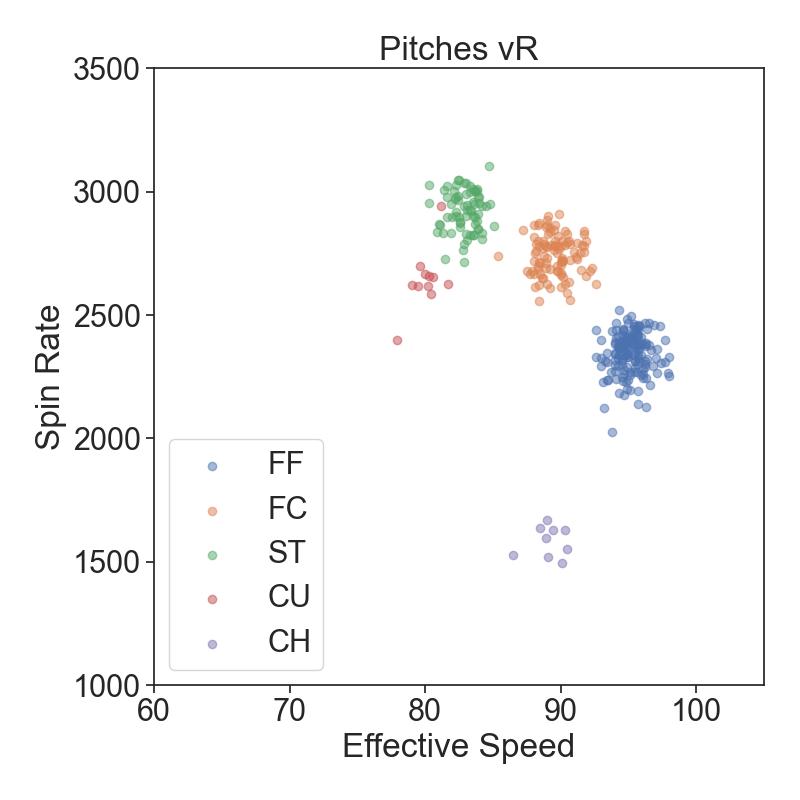 Pitches vR
3500
3000
2500
2000
1500
1000
Spin Rate
FF
FC
ST
CU
CH
60 70 80 90 100
Effective Speed